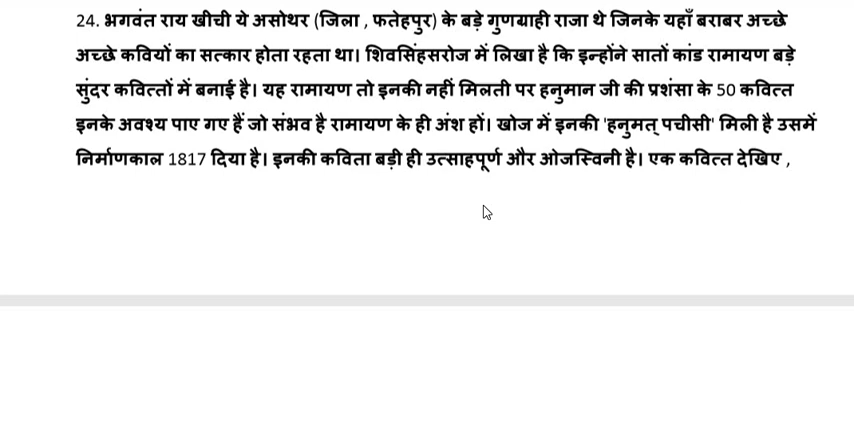 24. भगवंत राय खीची ये असोथर (जिला , फतेहपुर) के बड़े गुणग्राही राजा थे जिनके यहाँ बराबर अच्छे
अच्छे कवियों का सत्कार होता रहता था। शिवसिंहसरोज में लिखा है कि इन्होंने सातों कांड रामायण बड़े
सुंदर कवित्तों में बनाई है। यह रामायण तो इनकी नहीं मिलती पर हनुमान जी की प्रशंसा के 50 कवित्त
इनके अवश्य पाए गए हैं जो संभव है रामायण के ही अंश हों। खोज में इनकी 'हनुमत् पचीसी' मिली है उसमें
निर्माणकाल 1817 दिया है। इनकी कविता बड़ी ही उत्साहपूर्ण और ओजस्विनी है। एक कवित्त देखिए ,